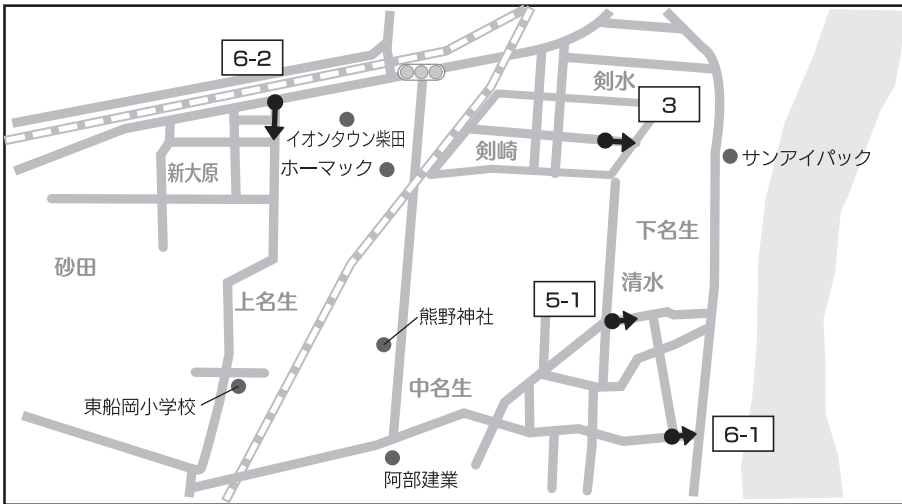 6-2
剣水
3
イオンタウン柴田
剣崎
サンアイパック
新大原
ホーマック
下名生
砂田
清水
上名生
5-1
熊野神社
東船岡小学校
中名生
6-1
阿部建業